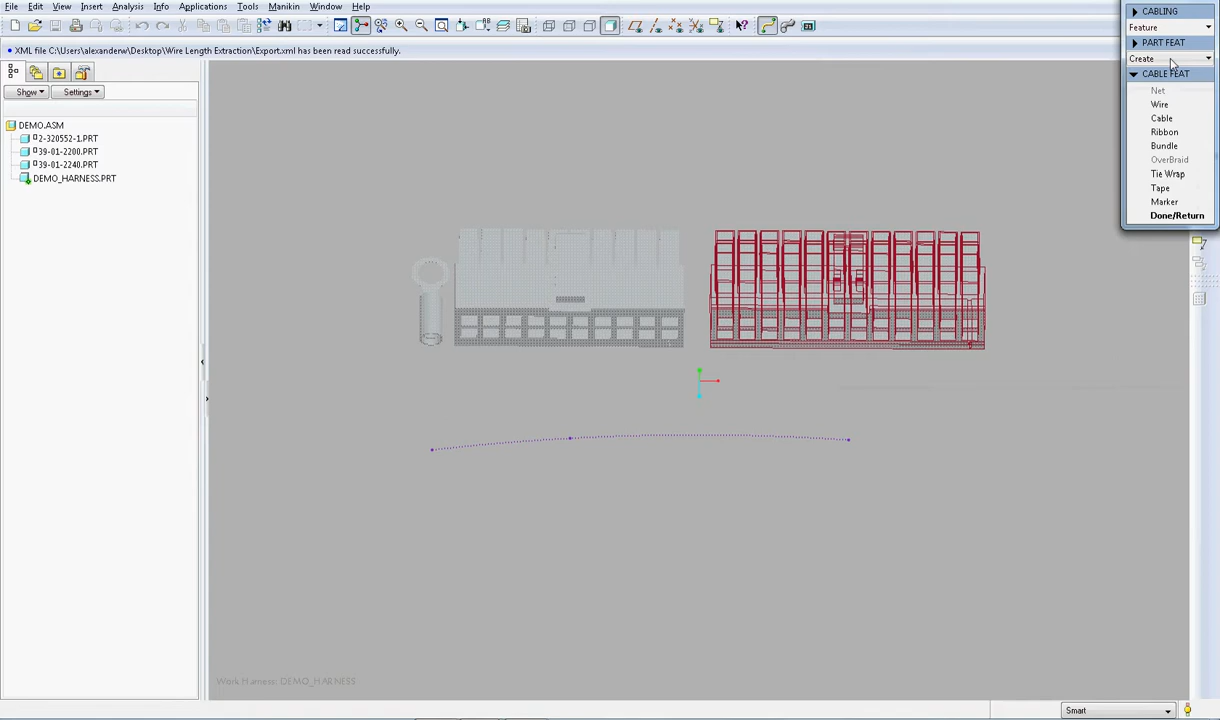 File Edit View Insert Analysis Info Applications Tools Manikin Window Help
CABLING
Feature
PART FEAT
Create
CABLE FEAT
Net
Wire
Cable
Ribbon
Bundle
OverBraid
Tie Wrap
Tape
Marker
Done/Return
XML file C:\Users\alexanderw\Desktop\Wire Length Extraction\Export.xml has been read successfully.
Show Settings
DEMO.ASM
2-320552-1.PRT
39-01-2200.PRT
39-01-2240.PRT
DEMO_HARNESS.PRT
Work Harness: DEMO_HARNESS
Smart